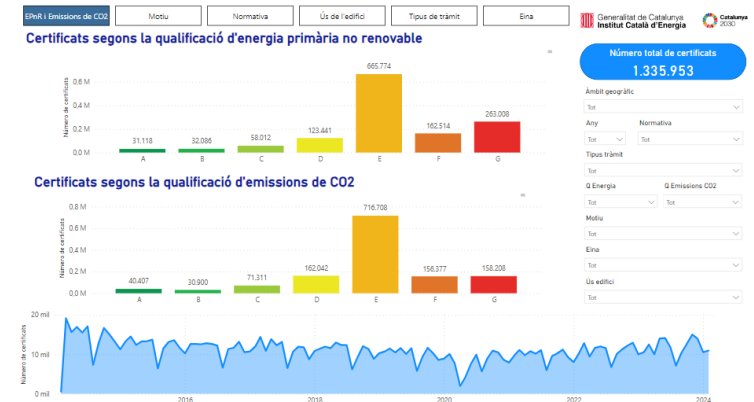 EPnR i Emissions de CO2
Motiu
Normativa
Ús de l'edifici
Tipus de tràmit
Eina
Generalitat de Catalunya
Institut Català d'Energia
Catalunya
2030
Certificats segons la qualificació d'energia primària no renovable
Número de certificats
0.6 M
0.4 M
0.2 M
0.0 M
31.118
32.086
58.012
123.441
665.774
162.514
263.008
A B C D E F G
Certificats segons la qualificació d'emissions de CO2
Número de certificats
0.8 M
0.6 M
0.4 M
0.2 M
0.0 M
40.407
30.900
71.311
162.042
716.708
156.377
158.208
A B C D E F G
Número de certificats
20 mil
10 mil
0 mil
2016 2018 2020 2022 2024
Número total de certificats
1.335.953
Àmbit geogràfic
Tot
Any Normativa
Tot Tot
Tipus tràmit
Tot
Q Energia Q Emissions CO2
Tot Tot
Motiu
Tot
Eina
Tot
Ús edifici
Tot